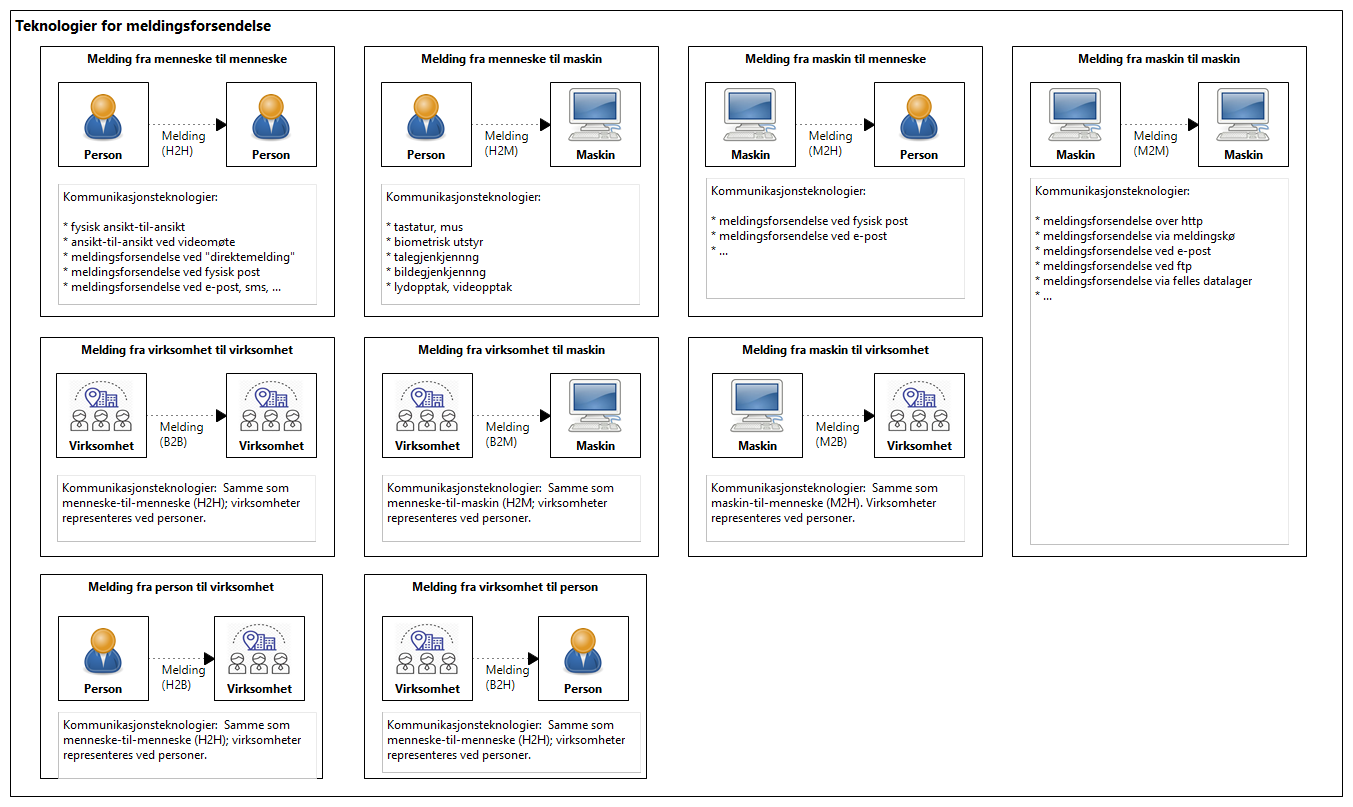 Teknologier for meldingsforsendelse
Melding fra menneske til menneske
Person
Melding
(H2H)
Person
Kommunikasjonsteknologier:
* fysisk ansikt-til-ansikt
* ansikt-til-ansikt ved videomøte
* meldingsforsendelse ved "direktemelding"
* meldingsforsendelse ved fysisk post
* meldingsforsendelse ved e-post, sms, ...
Melding fra menneske til maskin
Person
Melding
(H2M)
Maskin
Kommunikasjonsteknologier:
* tastatur, mus
* biometrisk utstyr
* talegjenkjennng
* bildegjenkjennng
* lydopptak, videopptak
Melding fra maskin til menneske
Maskin
Melding
(M2H)
Person
Kommunikasjonsteknologier:
* meldingsforsendelse ved fysisk post
* meldingsforsendelse ved e-post
* ...
Melding fra maskin til maskin
Maskin
Melding
(M2M)
Maskin
Kommunikasjonsteknologier:
* meldingsforsendelse over http
* meldingsforsendelse via meldingskø
* meldingsforsendelse ved e-post
* meldingsforsendelse ved ftp
* meldingsforsendelse via felles datalager
* ...
Melding fra virksomhet til virksomhet
Virksomhet
Melding
(B2B)
Virksomhet
Kommunikasjonsteknologier:  Samme som
menneske-til-menneske (H2H); virksomheter
representeres ved personer.
Melding fra virksomhet til maskin
Virksomhet
Melding
(B2M)
Maskin
Kommunikasjonsteknologier:  Samme som
menneske-til-maskin (H2M; virksomheter
representeres ved personer.
Melding fra maskin til virksomhet
Maskin
Melding
(M2B)
Virksomhet
Kommunikasjonsteknologier:  Samme som
maskin-til-menneske (M2H). Virksomheter
representeres ved personer.
Melding fra person til virksomhet
Person
Melding
(H2B)
Virksomhet
Kommunikasjonsteknologier:  Samme som
menneske-til-menneske (H2H); virksomheter
representeres ved personer.
Melding fra virksomhet til person
Virksomhet
Melding
(B2H)
Person
Kommunikasjonsteknologier:  Samme som
menneske-til-menneske (H2H); virksomheter
representeres ved personer.